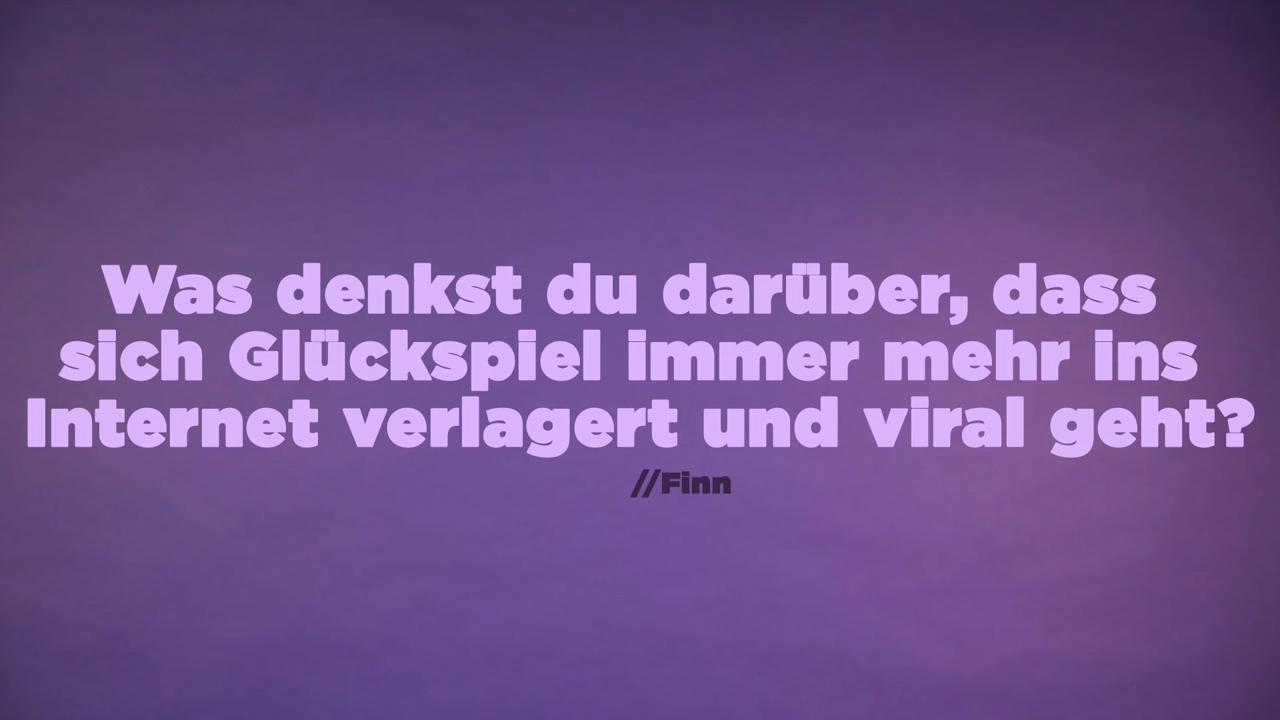 Was denkst du darüber, dass
sich Glückspiel immer mehr ins
Internet verlagert und viral geht?
//Finn